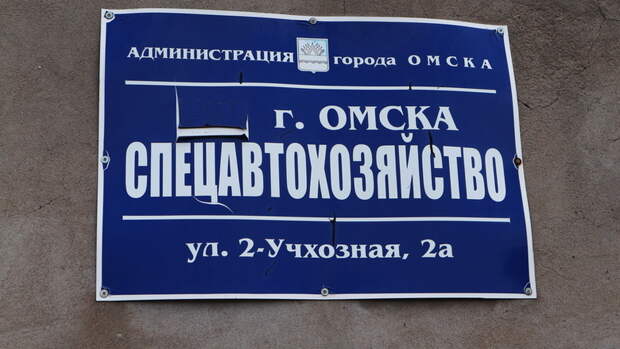 АДМИНИСТРАЦИЯ города ОМСКА
г. ОМСКА
СПЕЦАВТОХОЗЯЙСТВО
ул. 2-Учхозная, 2а